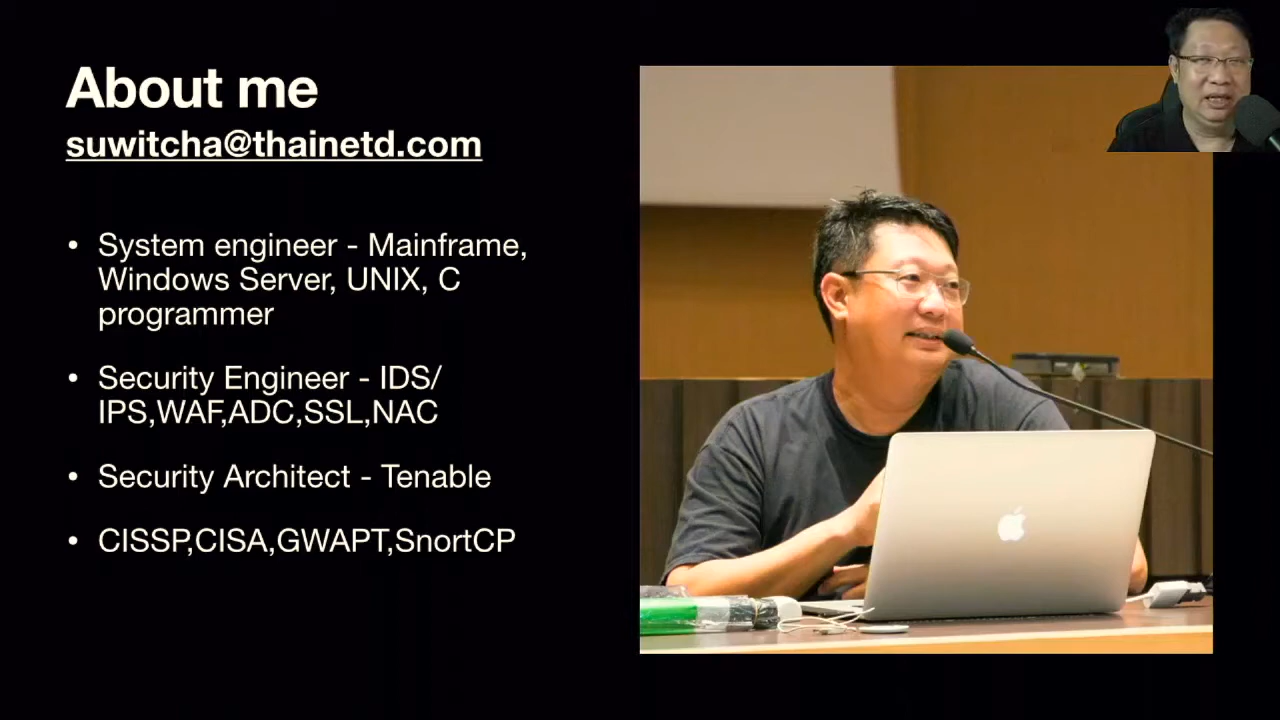 About me
suwitcha@thainetd.com
• System engineer - Mainframe,
Windows Server, UNIX, C
programmer
• Security Engineer - IDS/
IPS,WAF,ADC,SSL,NAC
• Security Architect - Tenable
• CISSP,CISA,GWAPT,SnortCP